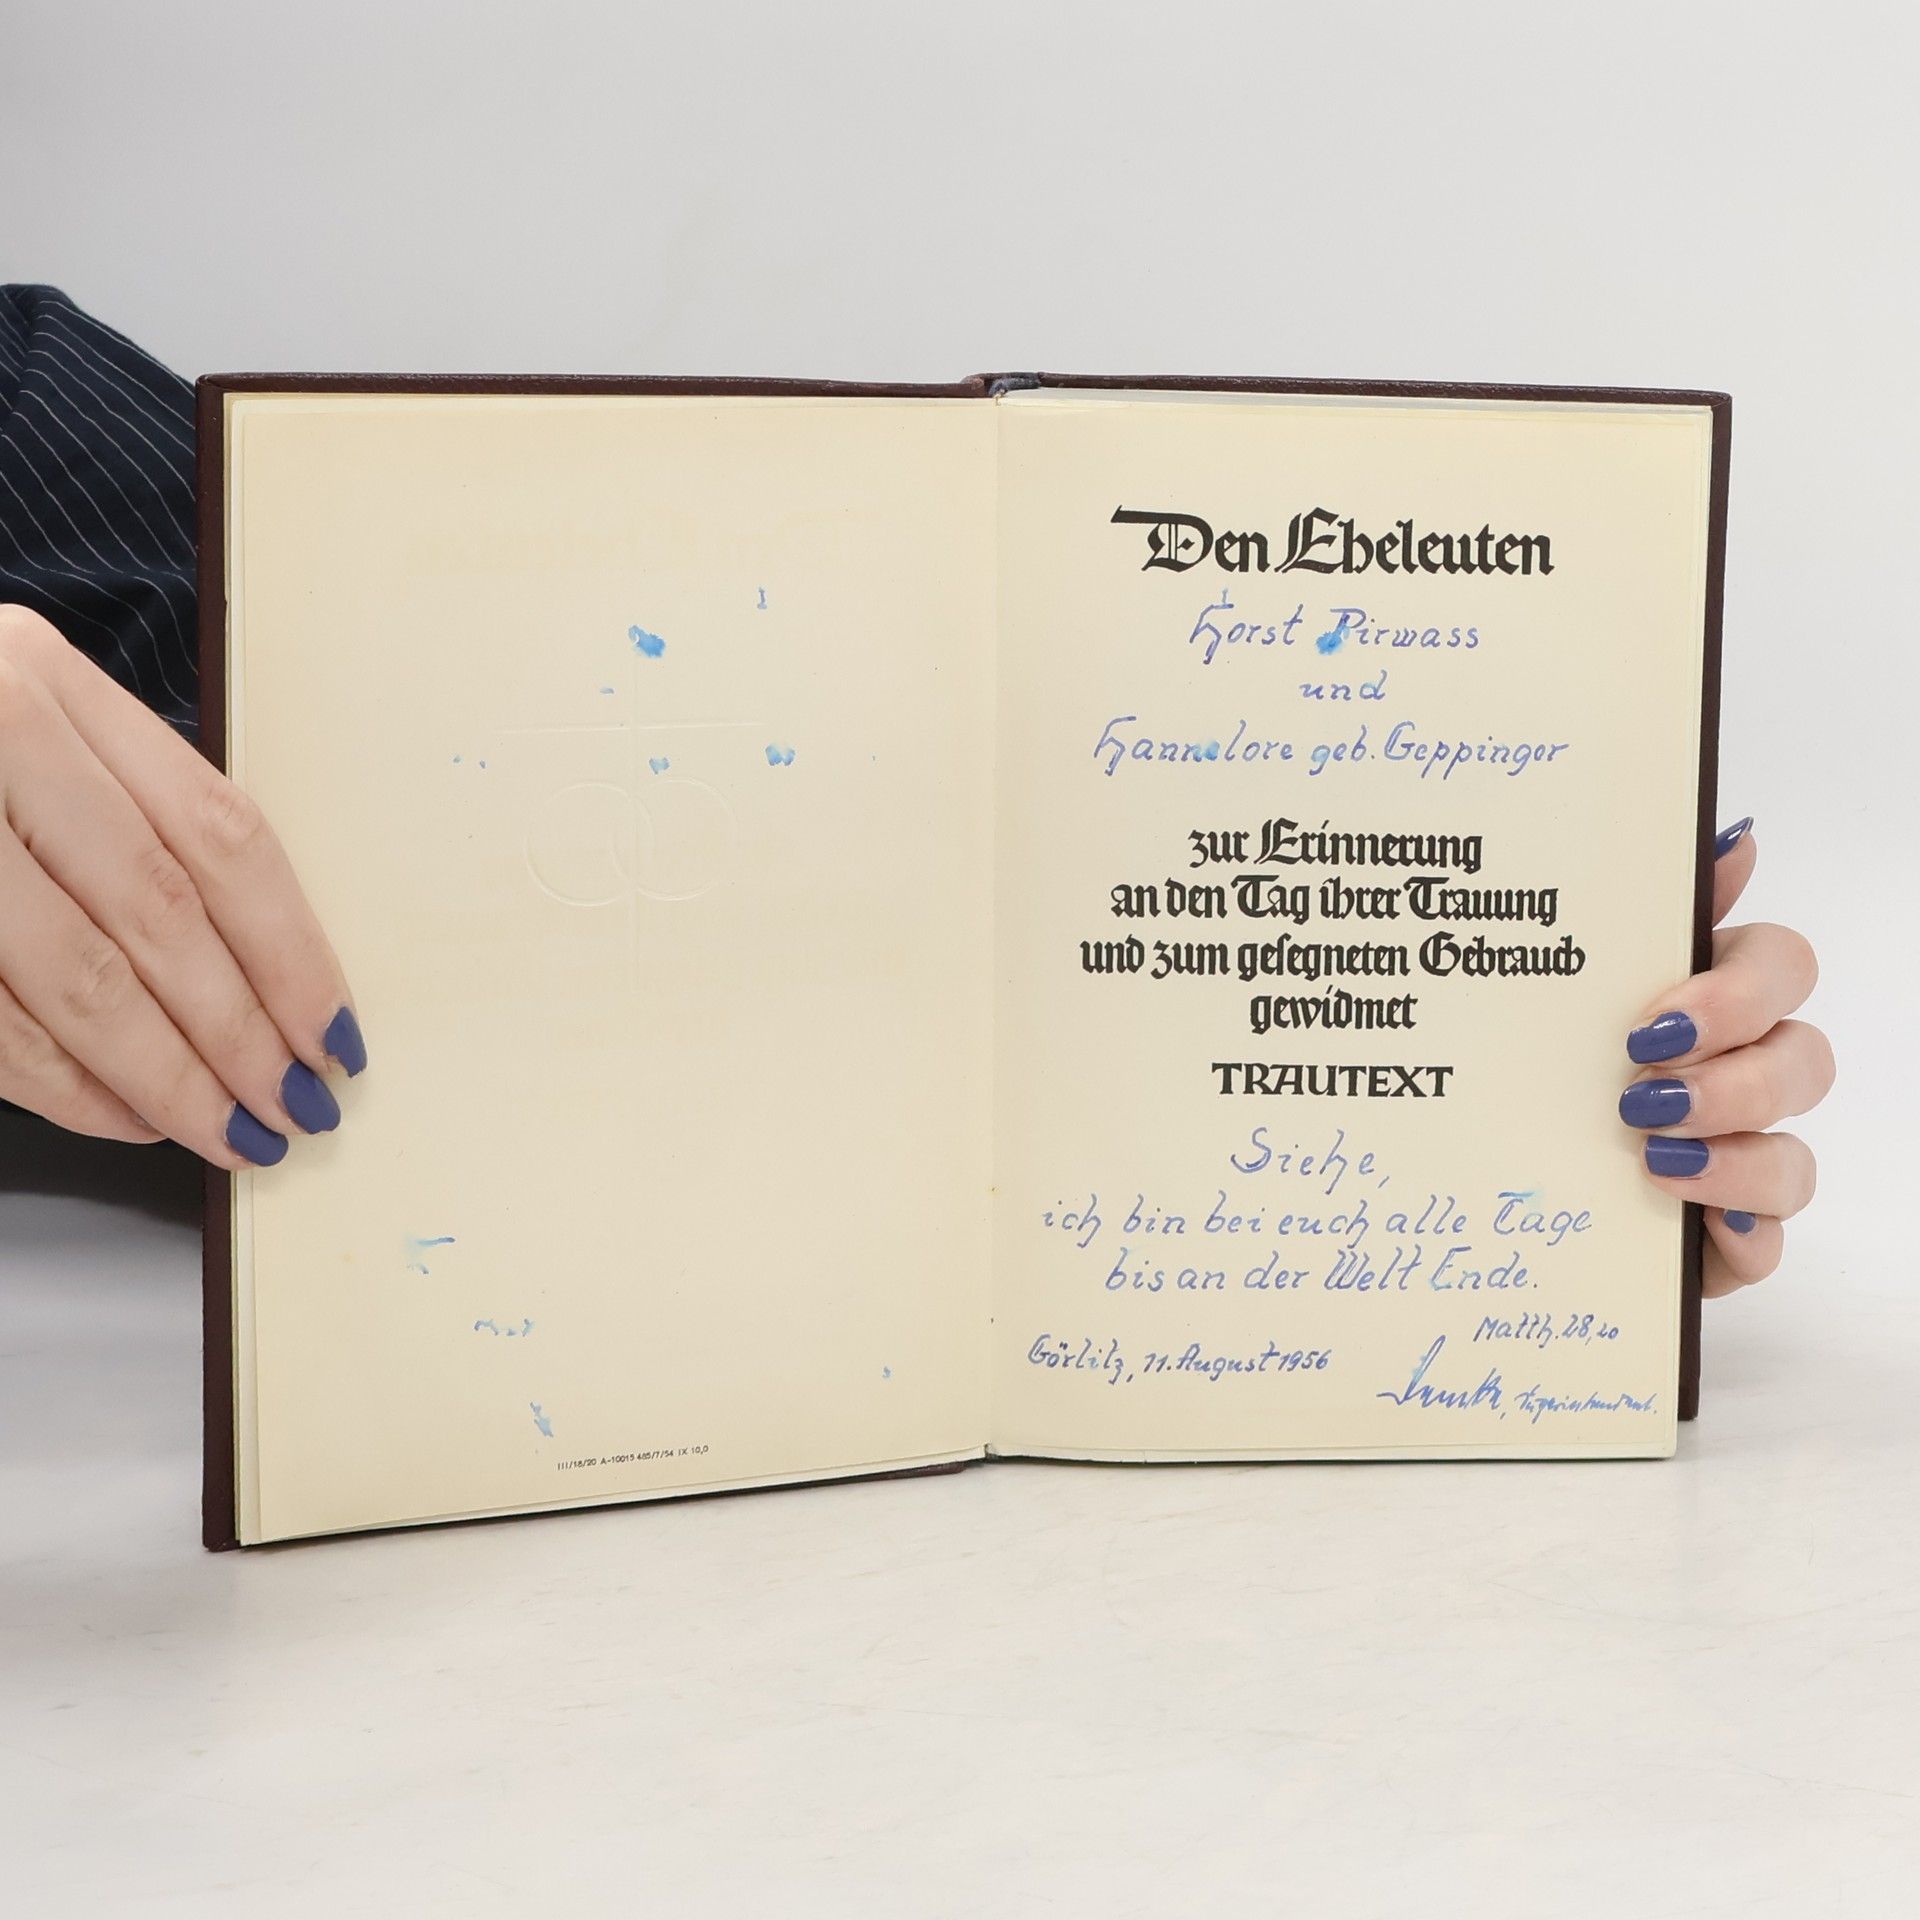 III/18/20 A-10015 485/7/54 IX 10,0
Den Eheleuten
Horst Pirwass
und
Hannelore geb. Geppinger
zur Erinnerung
an den Tag ihrer Trauung
und zum gesegneten Gebrauch
gewidmet
TRAUTEXT
Siehe,
ich bin bei euch alle Tage
bis an der Welt Ende.
Matth. 28,20
Görlitz, 11. August 1956
Superintendent.